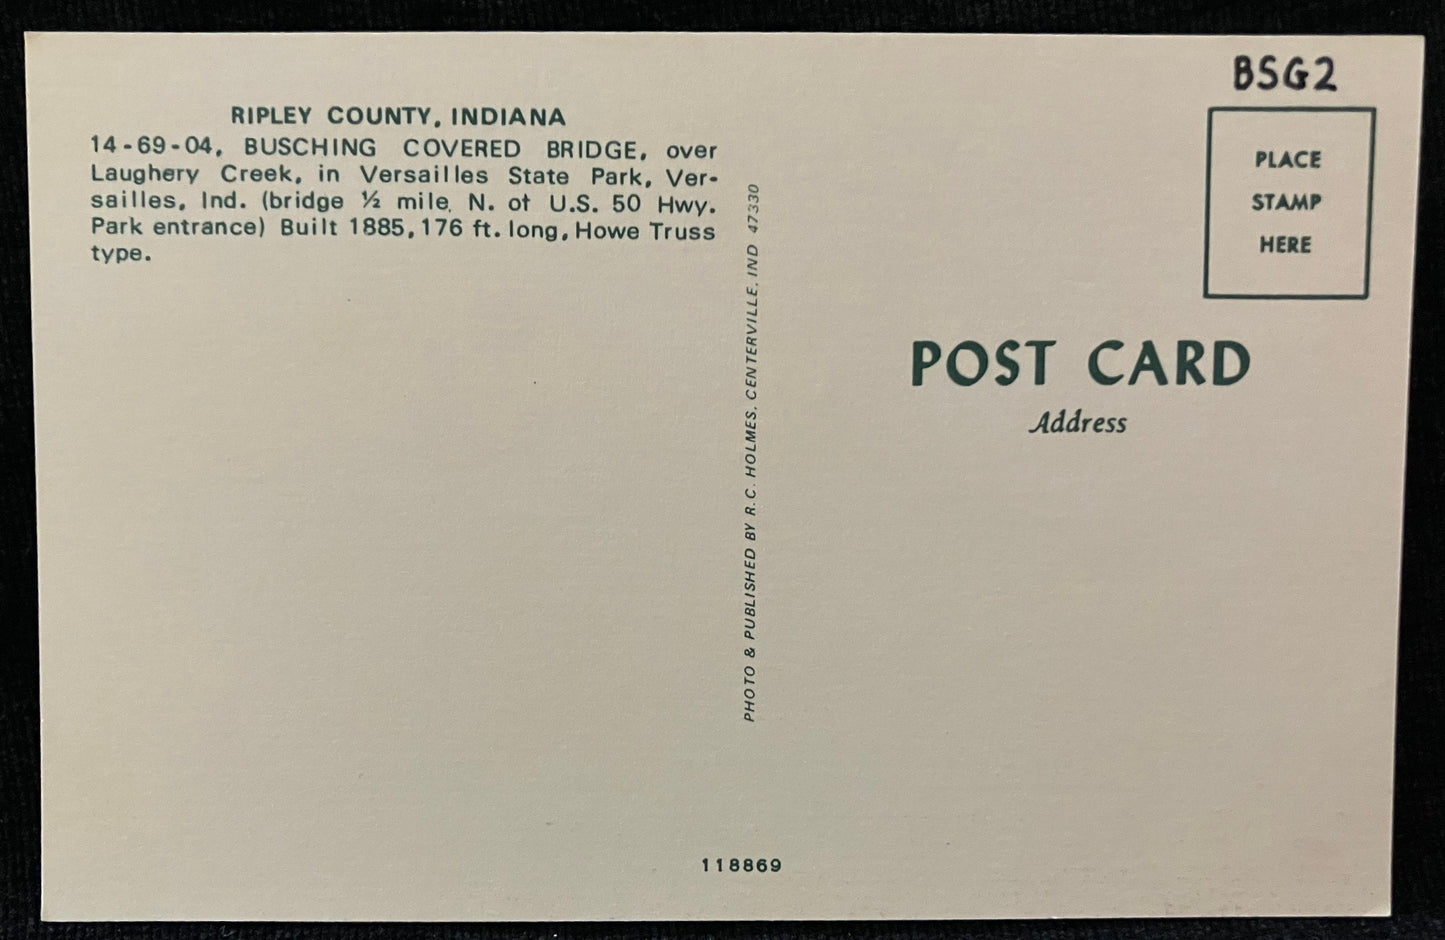 BSG2
PLACE
STAMP
HERE
RIPLEY COUNTY, INDIANA
14-69-04, BUSCHING COVERED BRIDGE, over
Laughery Creek, in Versailles State Park, Ver-
sailles, Ind. (bridge ½ mile N. of U.S. 50 Hwy.
Park entrance) Built 1885, 176 ft. long, Howe Truss
type.
PHOTO & PUBLISHED BY R.C. HOLMES, CENTERVILLE, IND 47330
POST CARD
Address
118869